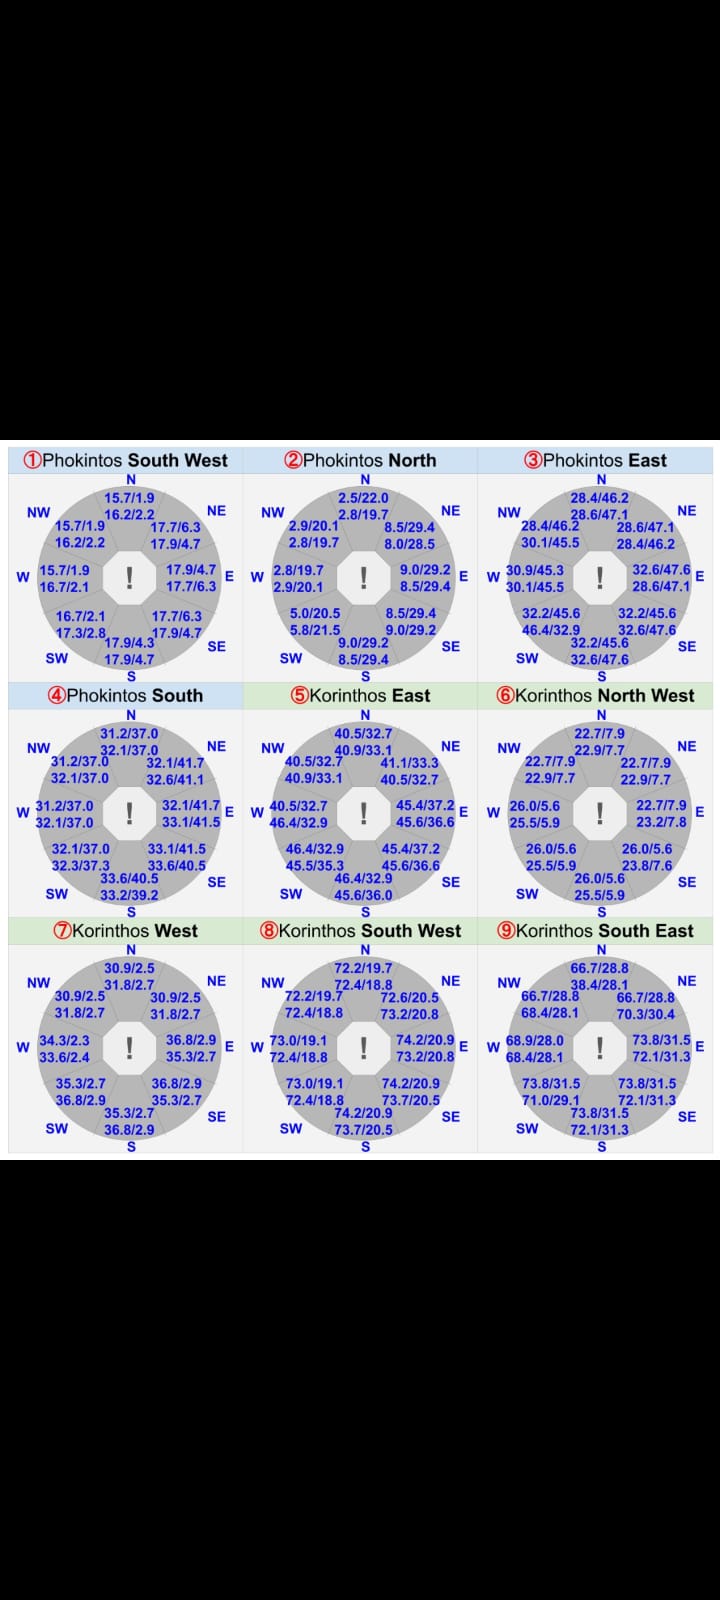 ①Phokintos South West
N
15.7/1.9
16.2/2.2
NW
15.7/1.9
16.2/2.2
NE
17.7/6.3
17.9/4.7
W
15.7/1.9
16.7/2.1
!
17.9/4.7
17.7/6.3
E
16.7/2.1
17.3/2.8
SW
17.7/6.3
17.9/4.7
SE
17.9/4.3
17.9/4.7
S
②Phokintos North
N
2.5/22.0
2.8/19.7
NW
2.9/20.1
2.8/19.7
NE
8.5/29.4
8.0/28.5
W
2.8/19.7
2.9/20.1
!
9.0/29.2
8.5/29.4
E
5.0/20.5
5.8/21.5
SW
8.5/29.4
9.0/29.2
SE
9.0/29.2
8.5/29.4
S
③Phokintos East
N
28.4/46.2
28.6/47.1
NW
28.4/46.2
30.1/45.5
NE
28.6/47.1
28.4/46.2
W
30.9/45.3
30.1/45.5
!
32.6/47.6
28.6/47.1
E
32.2/45.6
46.4/32.9
SW
32.2/45.6
32.6/47.6
SE
32.2/45.6
32.6/47.6
S
④Phokintos South
N
31.2/37.0
32.1/37.0
NW
31.2/37.0
32.1/37.0
NE
32.1/41.7
32.6/41.1
W
31.2/37.0
32.1/37.0
!
32.1/41.7
33.1/41.5
E
32.1/37.0
32.3/37.3
SW
33.1/41.5
33.6/40.5
SE
33.6/40.5
33.2/39.2
S
⑤Korinthos East
N
40.5/32.7
40.9/33.1
NW
40.5/32.7
40.9/33.1
NE
41.1/33.3
40.5/32.7
W
40.5/32.7
46.4/32.9
!
45.4/37.2
45.6/36.6
E
46.4/32.9
45.5/35.3
SW
45.4/37.2
45.6/36.6
SE
46.4/32.9
45.6/36.0
S
⑥Korinthos North West
N
22.7/7.9
22.9/7.7
NW
22.7/7.9
22.9/7.7
NE
22.7/7.9
22.9/7.7
W
26.0/5.6
25.5/5.9
!
22.7/7.9
23.2/7.8
E
26.0/5.6
25.5/5.9
SW
26.0/5.6
23.8/7.6
SE
26.0/5.6
25.5/5.9
S
⑦Korinthos West
N
30.9/2.5
31.8/2.7
NW
30.9/2.5
31.8/2.7
NE
30.9/2.5
31.8/2.7
W
34.3/2.3
33.6/2.4
!
36.8/2.9
35.3/2.7
E
35.3/2.7
36.8/2.9
SW
36.8/2.9
35.3/2.7
SE
35.3/2.7
36.8/2.9
S
⑧Korinthos South West
N
72.2/19.7
72.4/18.8
NW
72.2/19.7
72.4/18.8
NE
72.6/20.5
73.2/20.8
W
73.0/19.1
72.4/18.8
!
74.2/20.9
73.2/20.8
E
73.0/19.1
72.4/18.8
SW
74.2/20.9
73.7/20.5
SE
74.2/20.9
73.7/20.5
S
⑨Korinthos South East
N
66.7/28.8
38.4/28.1
NW
66.7/28.8
68.4/28.1
NE
66.7/28.8
70.3/30.4
W
68.9/28.0
68.4/28.1
!
73.8/31.5
72.1/31.3
E
73.8/31.5
71.0/29.1
SW
73.8/31.5
72.1/31.3
SE
73.8/31.5
72.1/31.3
S